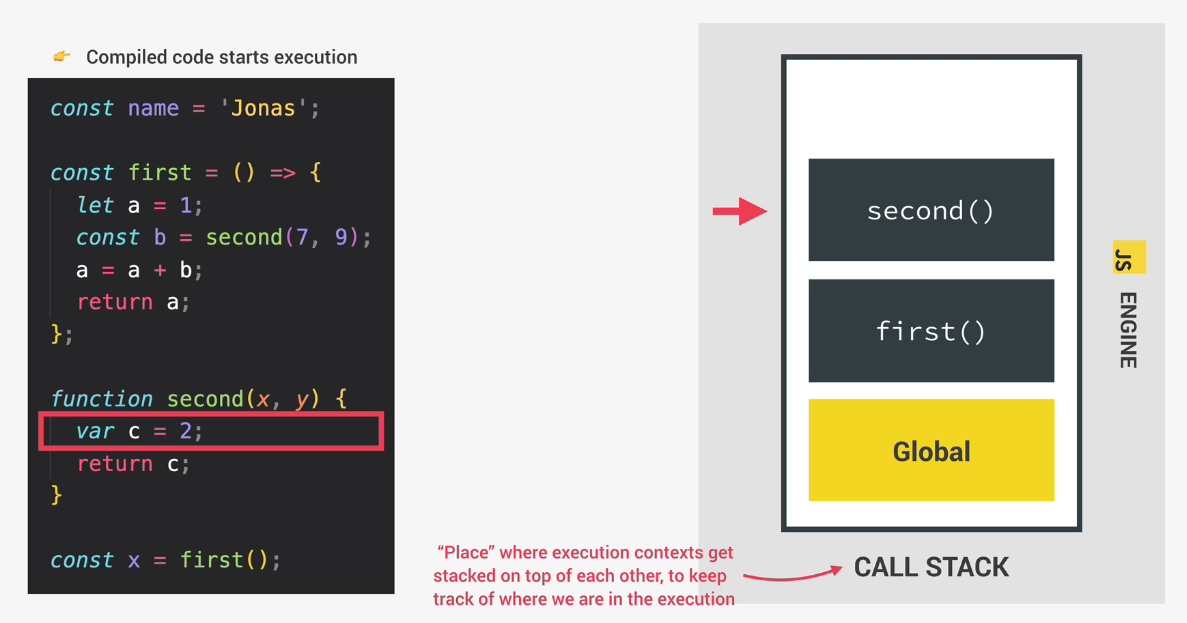 👉 Compiled code starts execution
const name = 'Jonas';
const first = () => {
  let a = 1;
  const b = second(7, 9);
  a = a + b;
  return a;
};
function second(x, y) {
  var c = 2;
  return c;
}
const x = first();
second()
first()
Global
CALL STACK
“Place” where execution contexts get
stacked on top of each other, to keep
track of where we are in the execution
JS ENGINE